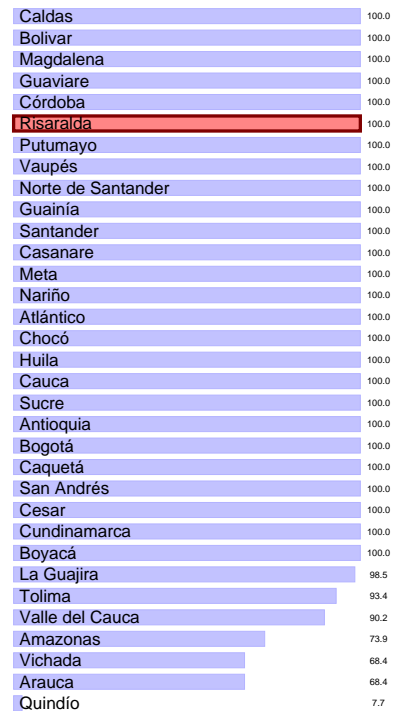 Caldas 100.0
Bolivar 100.0
Magdalena 100.0
Guaviare 100.0
Córdoba 100.0
Risaralda 100.0
Putumayo 100.0
Vaupés 100.0
Norte de Santander 100.0
Guainía 100.0
Santander 100.0
Casanare 100.0
Meta 100.0
Nariño 100.0
Atlántico 100.0
Chocó 100.0
Huila 100.0
Cauca 100.0
Sucre 100.0
Antioquia 100.0
Bogotá 100.0
Caquetá 100.0
San Andrés 100.0
Cesar 100.0
Cundinamarca 100.0
Boyacá 100.0
La Guajira 98.5
Tolima 93.4
Valle del Cauca 90.2
Amazonas 73.9
Vichada 68.4
Arauca 68.4
Quindío 7.7